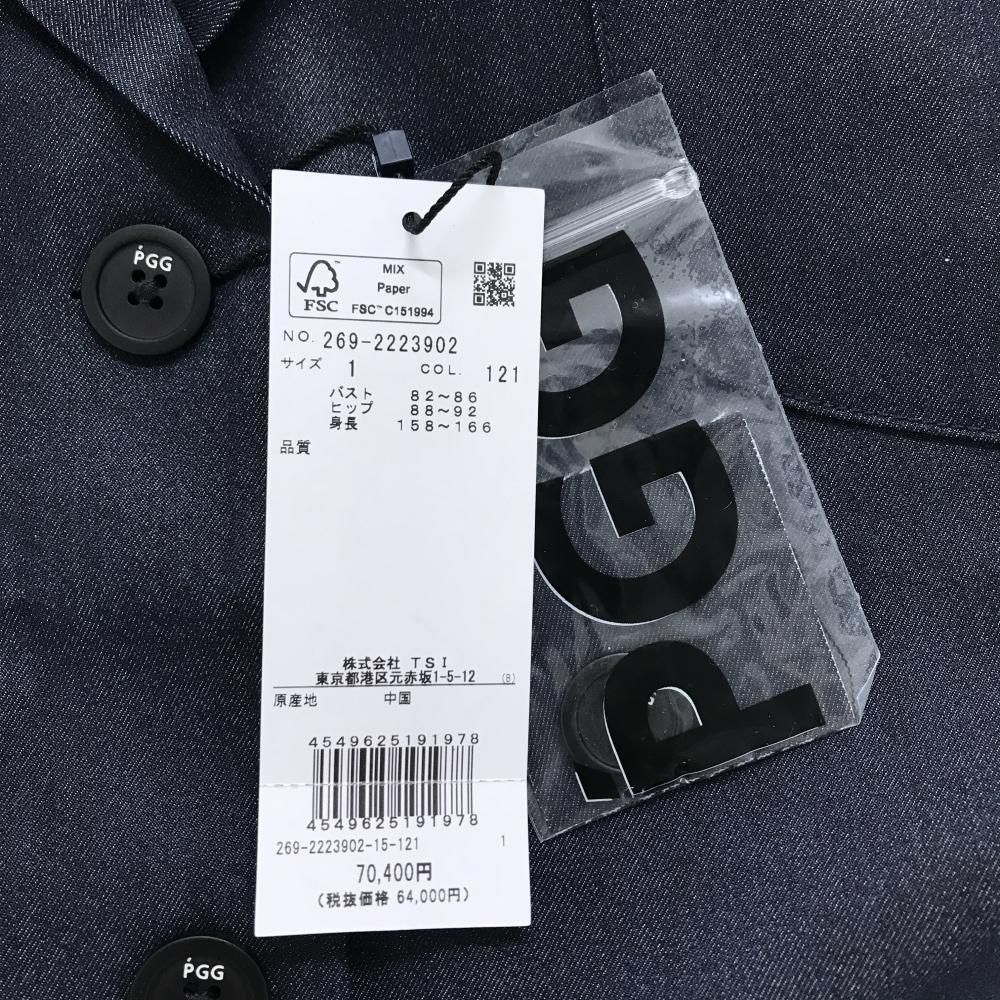 PGG
MIX
Paper
FSC
FSC™ C151994
NO. 269-2223902
サイズ 1 COL. 121
バスト 82~86
ヒップ 88~92
身長 158~166
品質
株式会社 TSI
東京都港区元赤坂1-5-12 (B)
原産地 中国
4549625191978
4549625191978
269-2223902-15-121 1
70,400円
(税抜価格 64,000円)
PGG
PGG